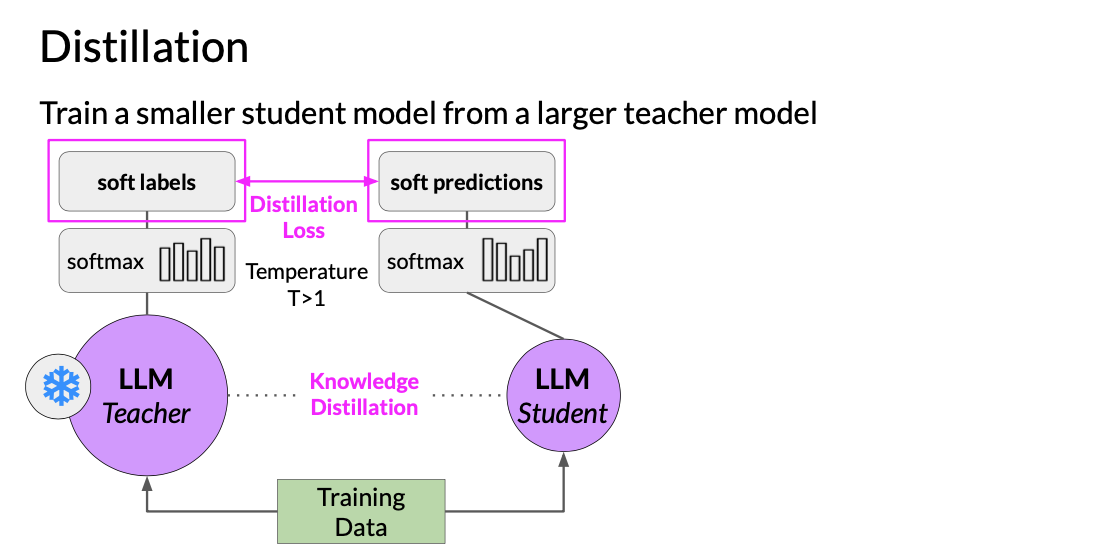 Distillation
Train a smaller student model from a larger teacher model
soft labels
soft predictions
Distillation
Loss
softmax
softmax
Temperature
T>1
LLM
Teacher
Knowledge
Distillation
LLM
Student
Training
Data